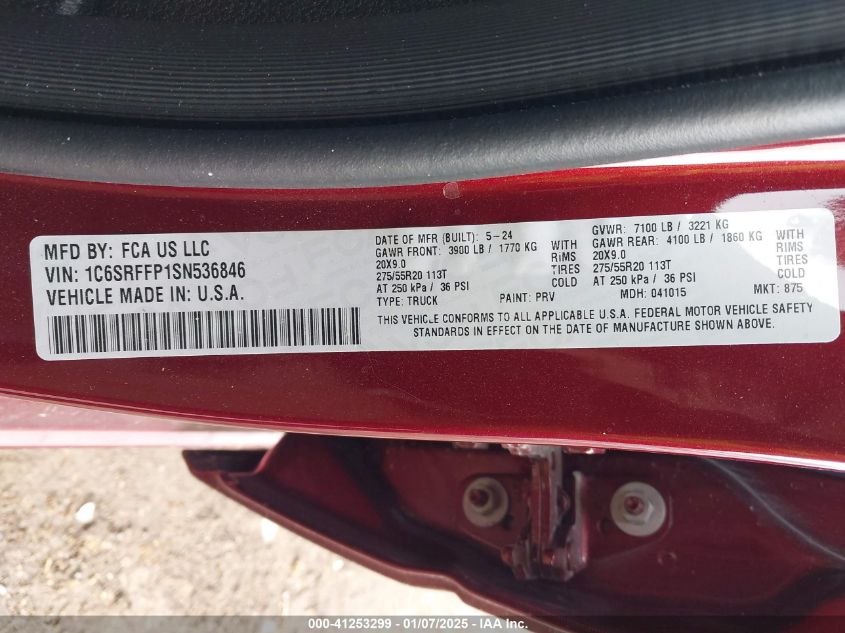 MFD BY: FCA US LLC
VIN: 1C6SRFFP1SN536846
VEHICLE MADE IN: U.S.A.
DATE OF MFR (BUILT): 5-24
GAWR FRONT: 3900 LB / 1770 KG WITH
20X9.0 RIMS
275/55R20 113T TIRES
AT 250 kPa / 36 PSI COLD
TYPE: TRUCK PAINT: PRV
GVWR: 7100 LB / 3221 KG
GAWR REAR: 4100 LB / 1860 KG WITH
20X9.0 RIMS
275/55R20 113T TIRES
AT 250 kPa / 36 PSI COLD
MDH: 041015 MKT: 875
THIS VEHICLE CONFORMS TO ALL APPLICABLE U.S.A. FEDERAL MOTOR VEHICLE SAFETY
STANDARDS IN EFFECT ON THE DATE OF MANUFACTURE SHOWN ABOVE.
000-41253299 - 01/07/2025 - IAA, Inc.